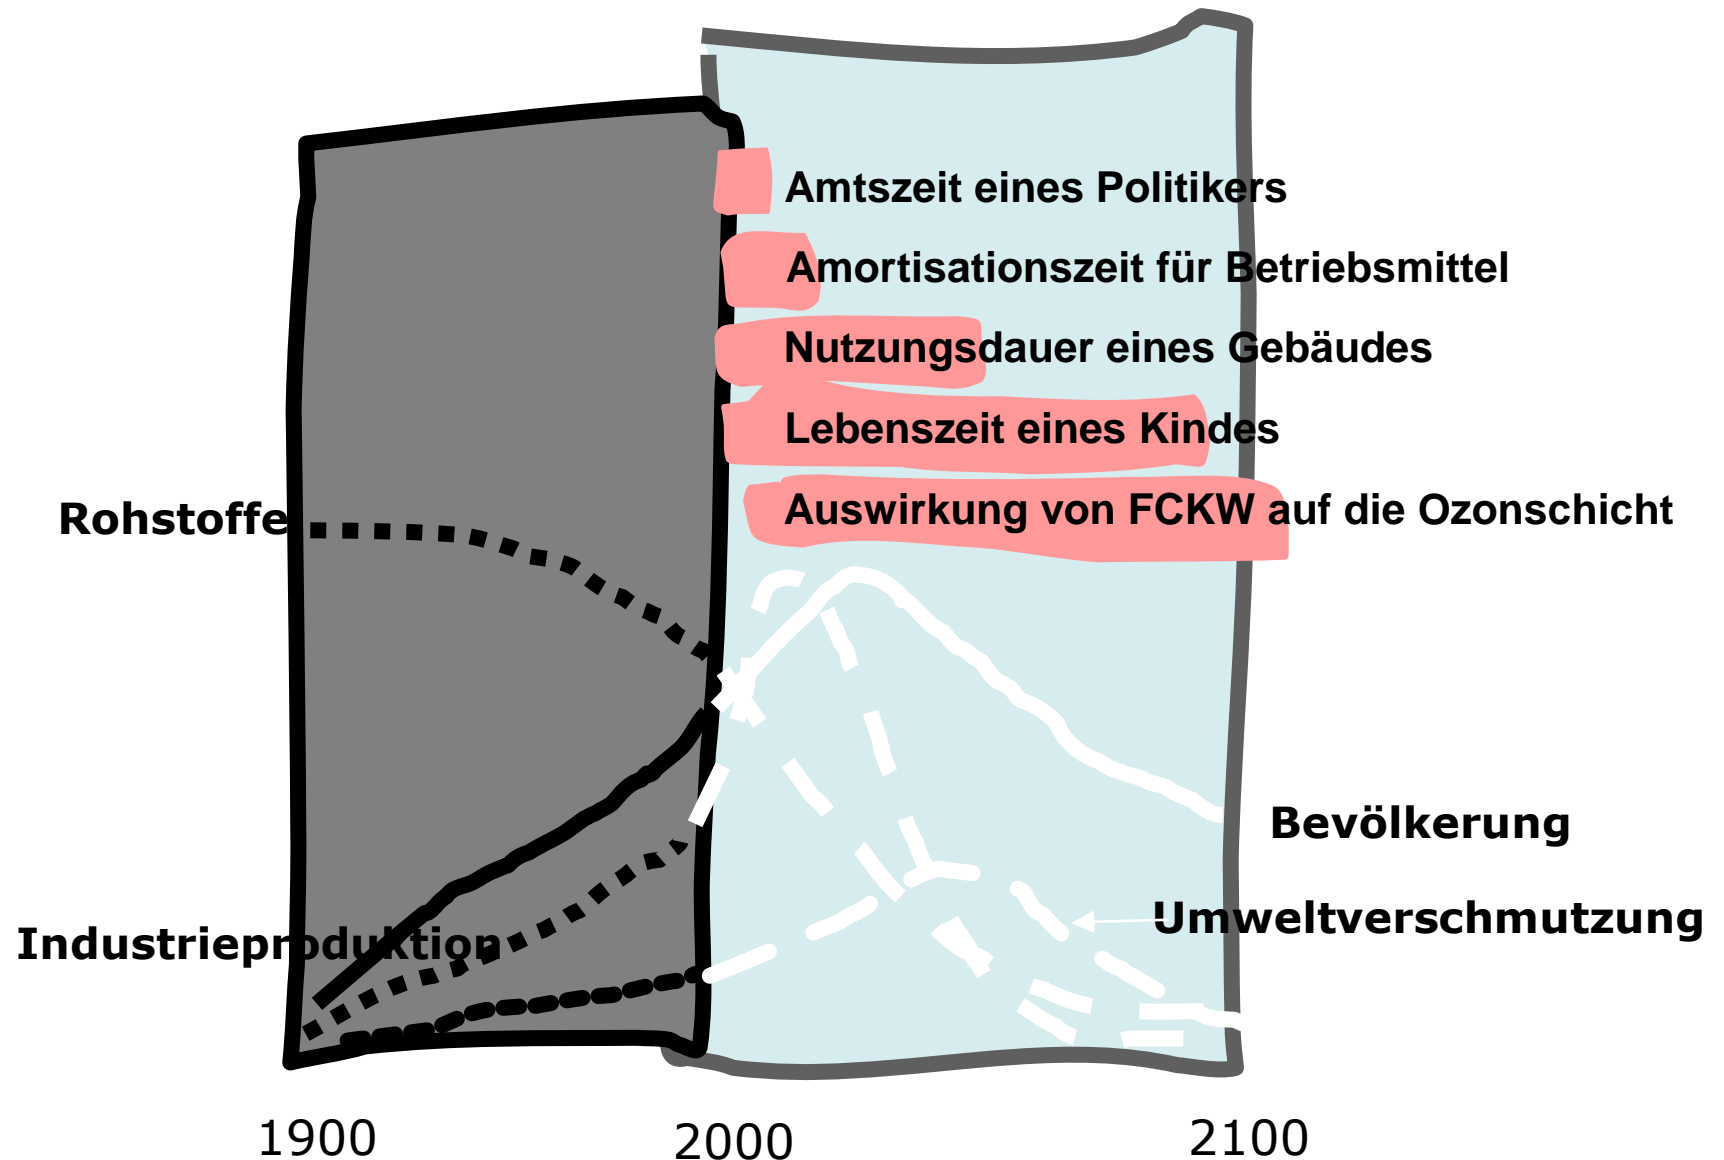 Amtszeit eines Politikers
Amortisationszeit für Betriebsmittel
Nutzungsdauer eines Gebäudes
Lebenszeit eines Kindes
Auswirkung von FCKW auf die Ozonschicht
Rohstoffe
Bevölkerung
Umweltverschmutzung
Industrieproduktion
1900
2000
2100